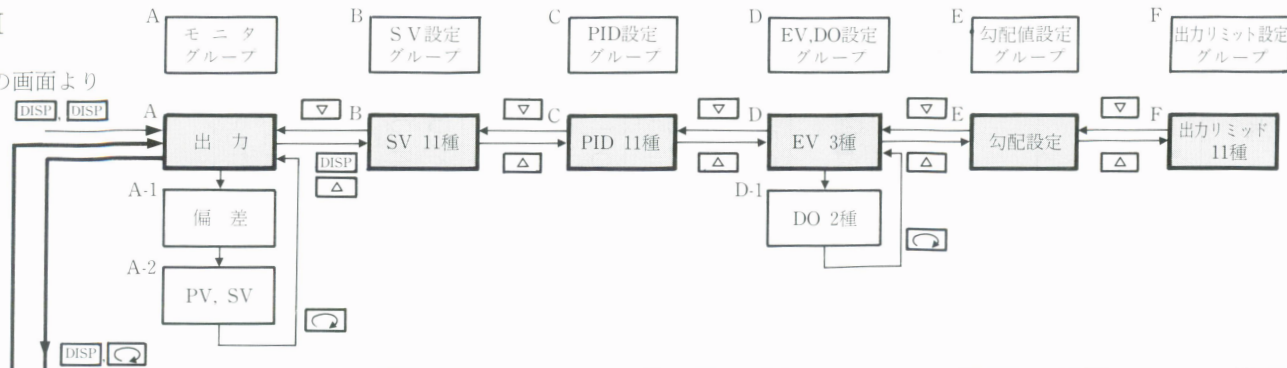 A
モニタ
グループ
B
SV設定
グループ
C
PID設定
グループ
D
EV,DO設定
グループ
E
勾配値設定
グループ
F
出力リミット設定
グループ
の画面より
DISP, DISP
A
出力
▽
DISP
△
B
SV 11種
▽
△
C
PID 11種
▽
△
D
EV 3種
▽
△
E
勾配設定
▽
△
F
出力リミッド
11種
A-1
偏差
D-1
DO 2種
A-2
PV, SV
DISP,